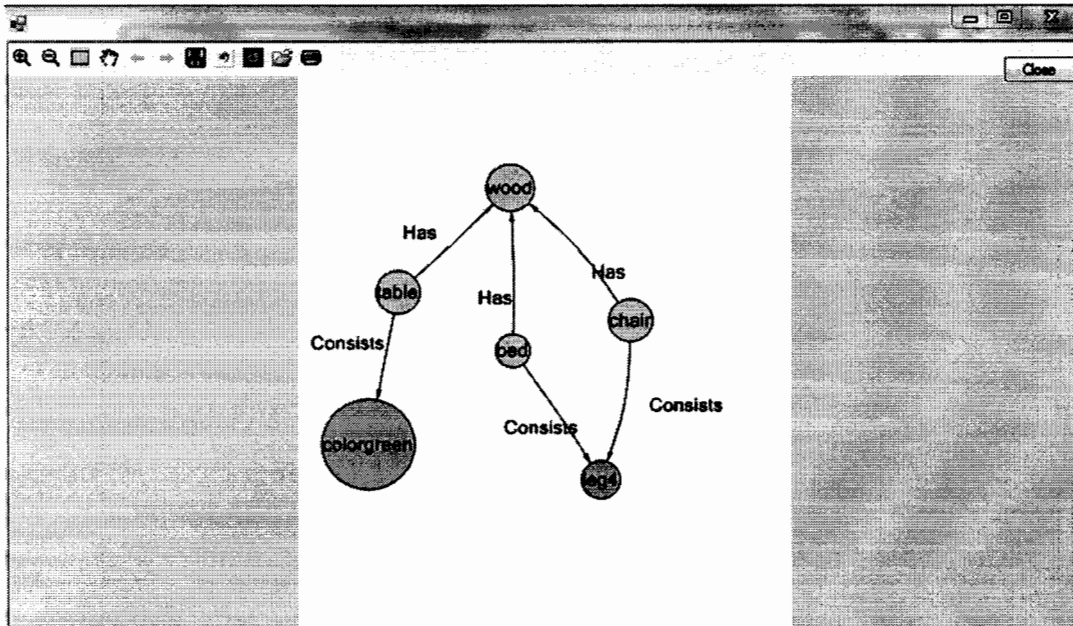 Close
wood
Has
Has
table
Has
chair
Consists
bed
Consists
Consists
colorgreen
leg4